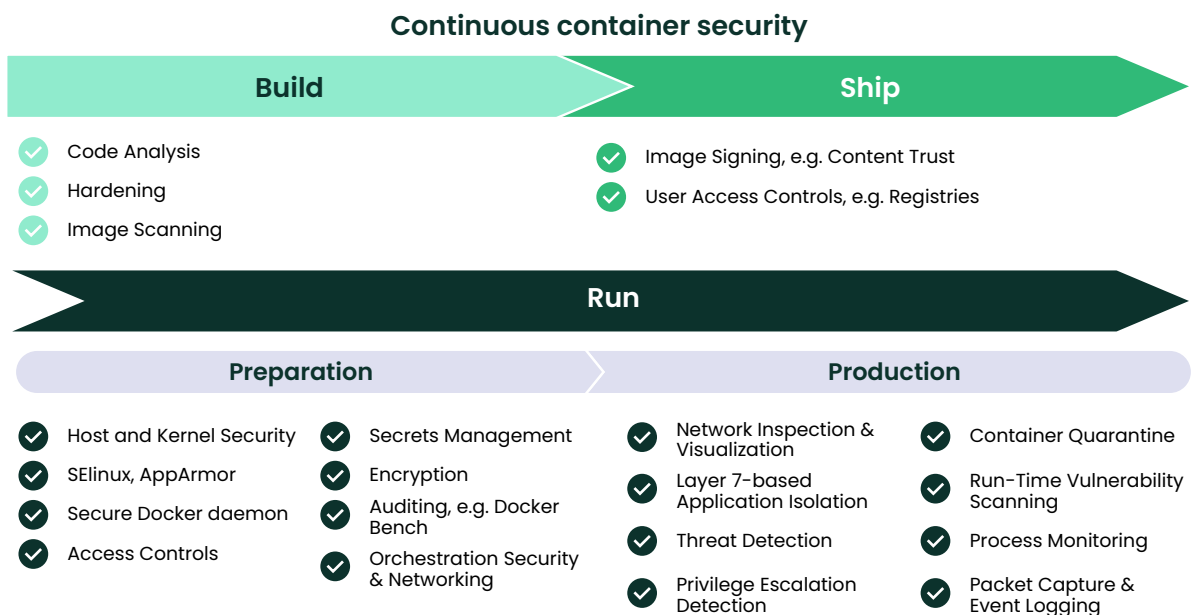 Continuous container security
Build
Ship
Code Analysis
Hardening
Image Scanning
Image Signing, e.g. Content Trust
User Access Controls, e.g. Registries
Run
Preparation
Production
Host and Kernel Security
SElinux, AppArmor
Secure Docker daemon
Access Controls
Secrets Management
Encryption
Auditing, e.g. Docker
Bench
Orchestration Security
& Networking
Network Inspection &
Visualization
Layer 7-based
Application Isolation
Threat Detection
Privilege Escalation
Detection
Container Quarantine
Run-Time Vulnerability
Scanning
Process Monitoring
Packet Capture &
Event Logging